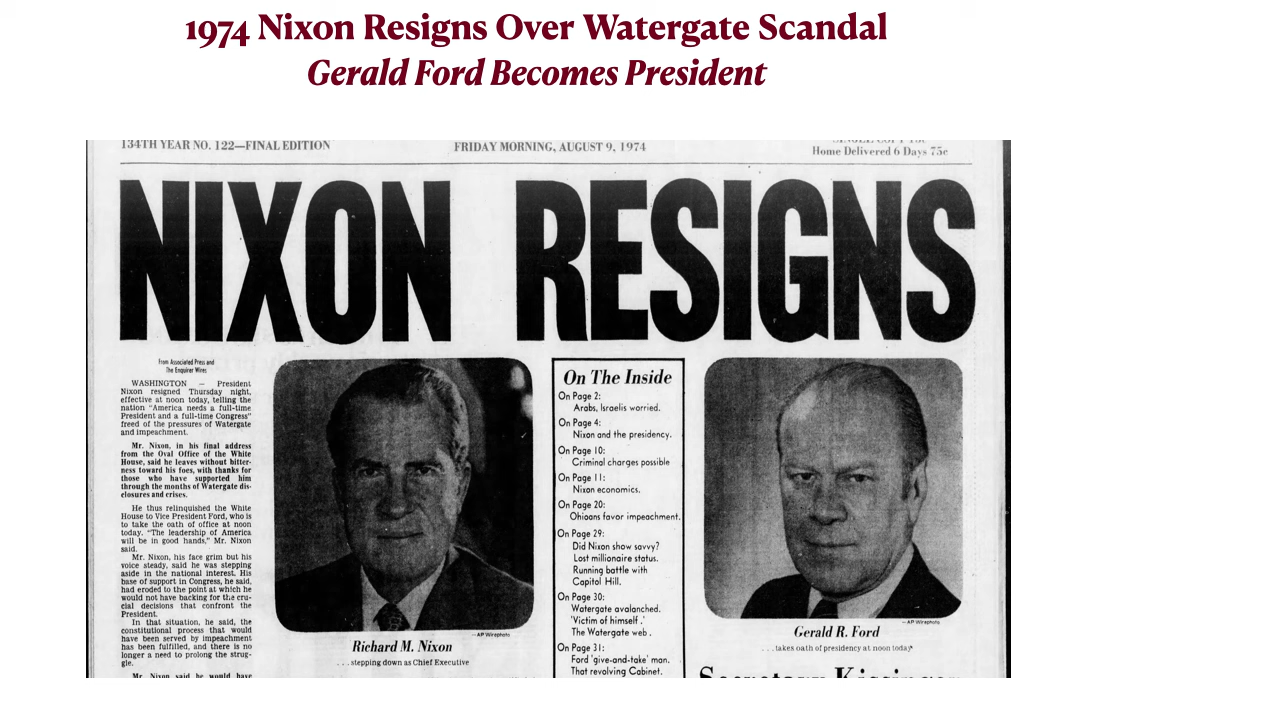 1974 Nixon Resigns Over Watergate Scandal
Gerald Ford Becomes President
134TH YEAR NO. 122—FINAL EDITION
FRIDAY MORNING, AUGUST 9, 1974
Home Delivered 6 Days 75c
NIXON RESIGNS
From Associated Press and
The Enquirer Wires
WASHINGTON — President
Nixon resigned Thursday night,
effective at noon today, telling the
nation "America needs a full-time
President and a full-time Congress"
freed of the pressures of Watergate
and impeachment.
Mr. Nixon, in his final address
from the Oval Office of the White
House, said he leaves without bitter-
ness toward his foes, with thanks for
those who have supported him
through the months of Watergate dis-
closures and crises.
He thus relinquished the White
House to Vice President Ford, who is
to take the oath of office at noon
today. "The leadership of America
will be in good hands," Mr. Nixon
said.
Mr. Nixon, his face grim but his
voice steady, said he was stepping
aside in the national interest. His
base of support in Congress, he said,
had eroded to the point at which he
would not have backing for the cru-
cial decisions that confront the
President.
In that situation, he said, the
constitutional process that would
have been served by impeachment
has been fulfilled, and there is no
longer a need to prolong the strug-
gle.
Mr. Nixon said he would have
—AP Wirephoto
Richard M. Nixon
. . . stepping down as Chief Executive
On The Inside
On Page 2:
Arabs, Israelis worried.
On Page 4:
Nixon and the presidency.
On Page 10:
Criminal charges possible
On Page 11:
Nixon economics.
On Page 20:
Ohioans favor impeachment.
On Page 29:
Did Nixon show savvy?
Lost millionaire status.
Running battle with
Capitol Hill.
On Page 30:
Watergate avalanched.
'Victim of himself.'
The Watergate web.
On Page 31:
Ford 'give-and-take' man.
That revolving Cabinet.
—AP Wirephoto
Gerald R. Ford
. . . takes oath of presidency at noon today
Secretary Kissinger